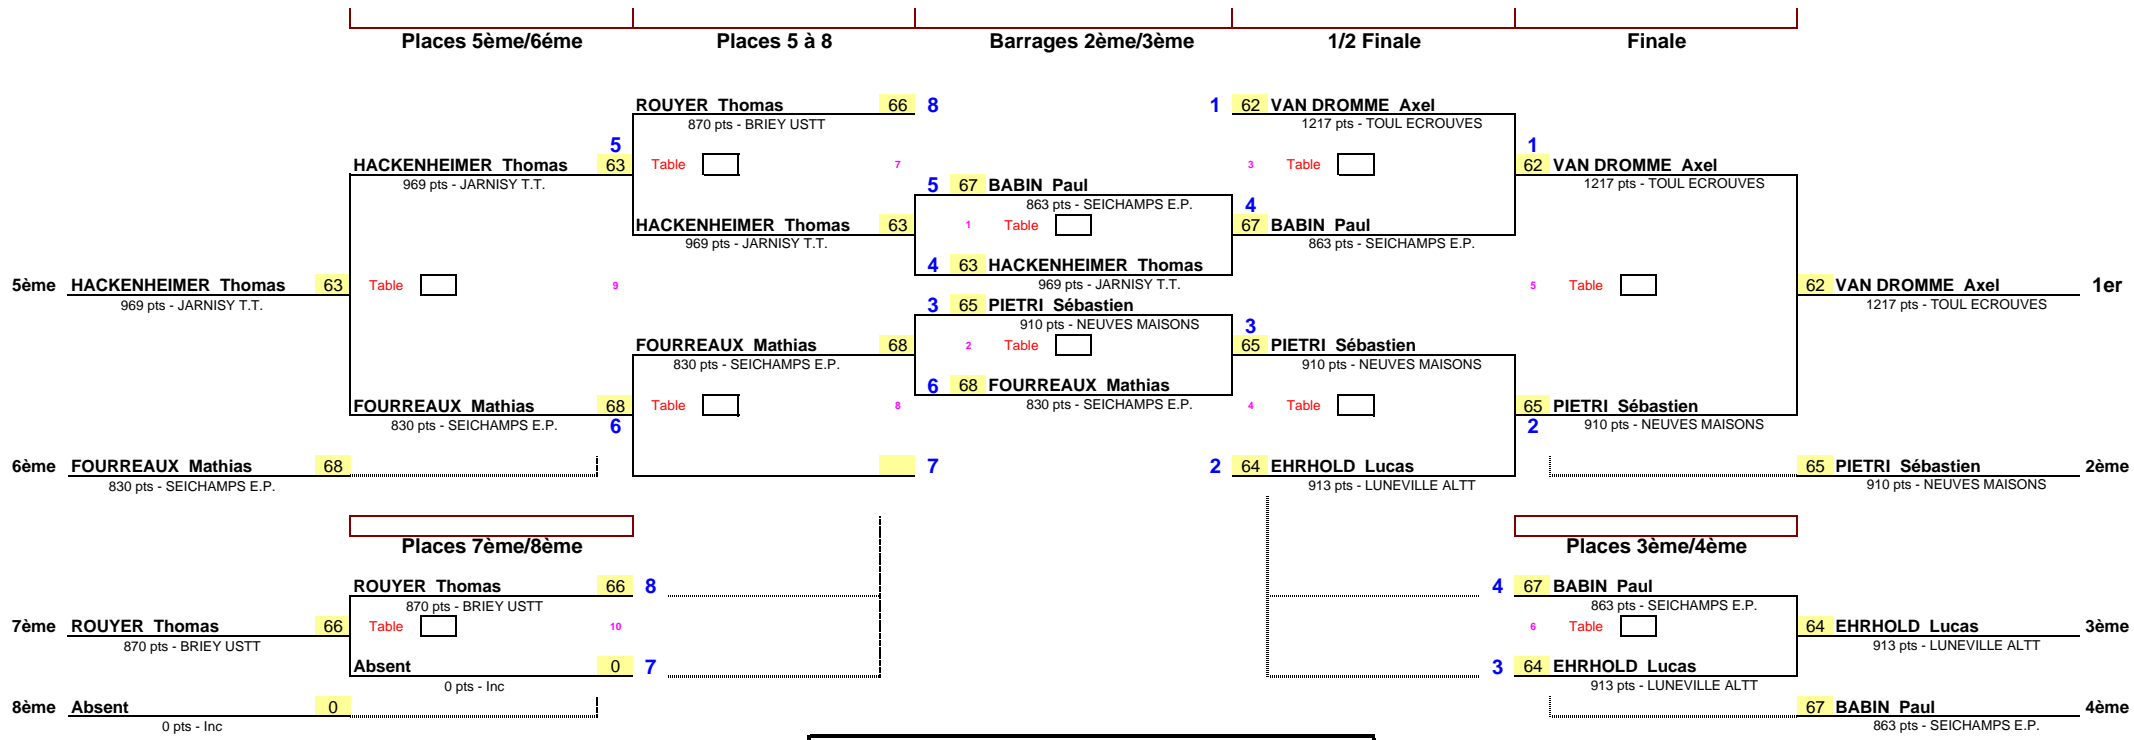 Places 5ème/6éme Places 5 à 8 Barrages 2ème/3ème 1/2 Finale Finale
ROUYER Thomas 66 8 1 62 VAN DROMME Axel
870 pts - BRIEY USTT 1217 pts - TOUL ECROUVES
5 1
HACKENHEIMER Thomas 63 Table 7 3 Table 62 VAN DROMME Axel
969 pts - JARNISY T.T. 5 67 BABIN Paul 1217 pts - TOUL ECROUVES
863 pts - SEICHAMPS E.P. 4
HACKENHEIMER Thomas 63 1 Table 67 BABIN Paul
969 pts - JARNISY T.T. 863 pts - SEICHAMPS E.P.
4 63 HACKENHEIMER Thomas
5ème HACKENHEIMER Thomas 63 Table 9 969 pts - JARNISY T.T. 5 Table 62 VAN DROMME Axel 1er
969 pts - JARNISY T.T. 3 65 PIETRI Sébastien 1217 pts - TOUL ECROUVES
910 pts - NEUVES MAISONS 3
FOURREAUX Mathias 68 2 Table 65 PIETRI Sébastien
830 pts - SEICHAMPS E.P. 910 pts - NEUVES MAISONS
6 68 FOURREAUX Mathias
FOURREAUX Mathias 68 Table 8 830 pts - SEICHAMPS E.P. 4 Table 65 PIETRI Sébastien
830 pts - SEICHAMPS E.P. 6 2 910 pts - NEUVES MAISONS
6ème FOURREAUX Mathias 68 7 2 64 EHRHOLD Lucas 65 PIETRI Sébastien 2ème
830 pts - SEICHAMPS E.P. 913 pts - LUNEVILLE ALTT 910 pts - NEUVES MAISONS
Places 7ème/8ème Places 3ème/4ème
ROUYER Thomas 66 8 4 67 BABIN Paul
870 pts - BRIEY USTT 863 pts - SEICHAMPS E.P.
7ème ROUYER Thomas 66 Table 10 6 Table 64 EHRHOLD Lucas 3ème
870 pts - BRIEY USTT 913 pts - LUNEVILLE ALTT
Absent 0 7 3 64 EHRHOLD Lucas
0 pts - Inc 913 pts - LUNEVILLE ALTT
8ème Absent 0 67 BABIN Paul 4ème
0 pts - Inc 863 pts - SEICHAMPS E.P.